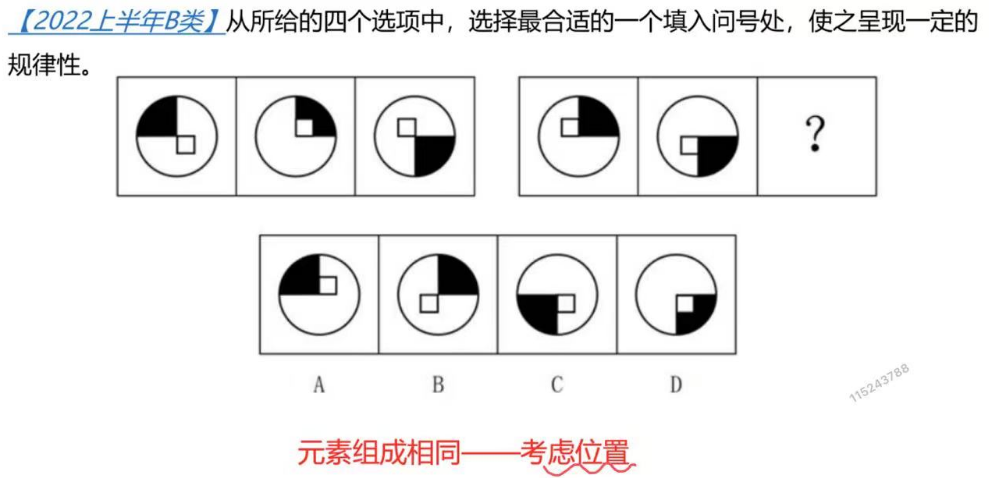 【2022上半年B类】从所给的四个选项中，选择最合适的一个填入问号处，使之呈现一定的
规律性。
?
A B C D
115243788
元素组成相同——考虑位置